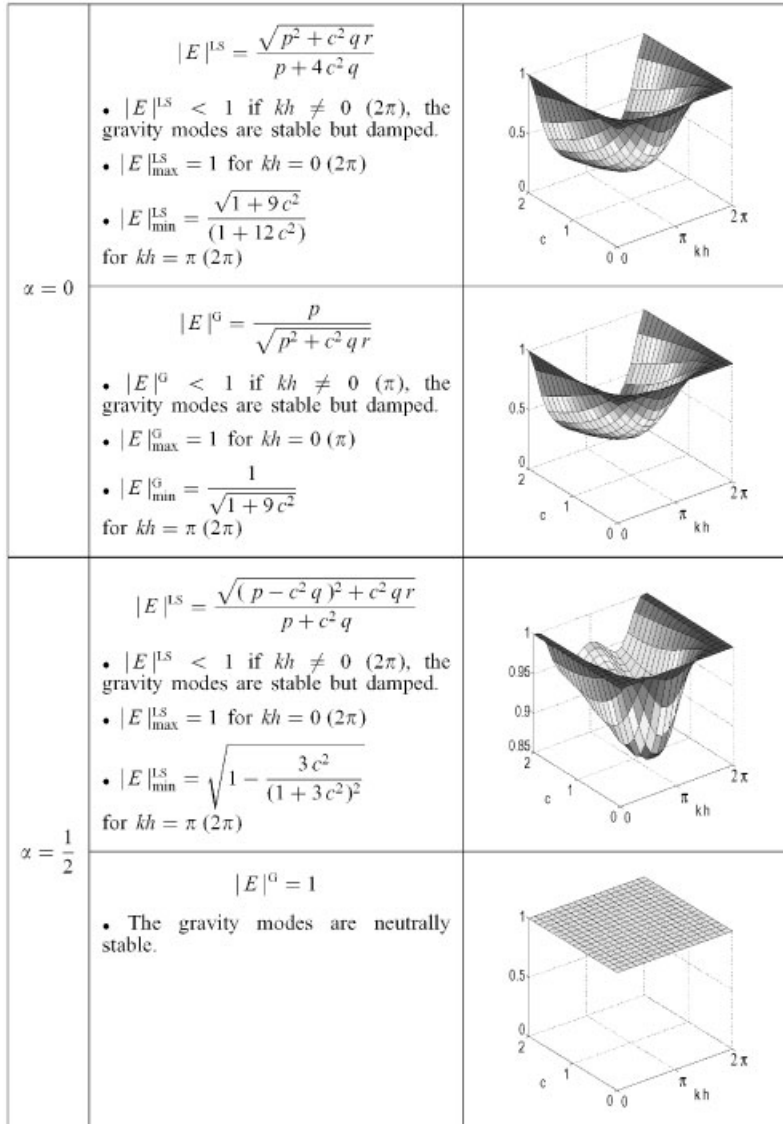 α = 0
|E|^LS = √(p² + c² q r) / (p + 4 c² q)
• |E|^LS < 1 if kh ≠ 0 (2π), the
gravity modes are stable but damped.
• |E|^LS_max = 1 for kh = 0 (2π)
• |E|^LS_min = √(1 + 9 c²) / (1 + 12 c²)
for kh = π (2π)
1
0.5
0
2
c
1
0 0
π
kh
2π
|E|^G = p / √(p² + c² q r)
• |E|^G < 1 if kh ≠ 0 (π), the
gravity modes are stable but damped.
• |E|^G_max = 1 for kh = 0 (π)
• |E|^G_min = 1 / √(1 + 9 c²)
for kh = π (2π)
1
0.5
0
2
c
1
0 0
π
kh
2π
α = 1/2
|E|^LS = √(( p − c² q )² + c² q r) / (p + c² q)
• |E|^LS < 1 if kh ≠ 0 (2π), the
gravity modes are stable but damped.
• |E|^LS_max = 1 for kh = 0 (2π)
• |E|^LS_min = √(1 − 3 c² / (1 + 3 c²)²)
for kh = π (2π)
1
0.95
0.9
0.85
2
c
1
0 0
π
kh
2π
|E|^G = 1
• The gravity modes are neutrally
stable.
1
0.5
0
2
c
1
0 0
π
kh
2π